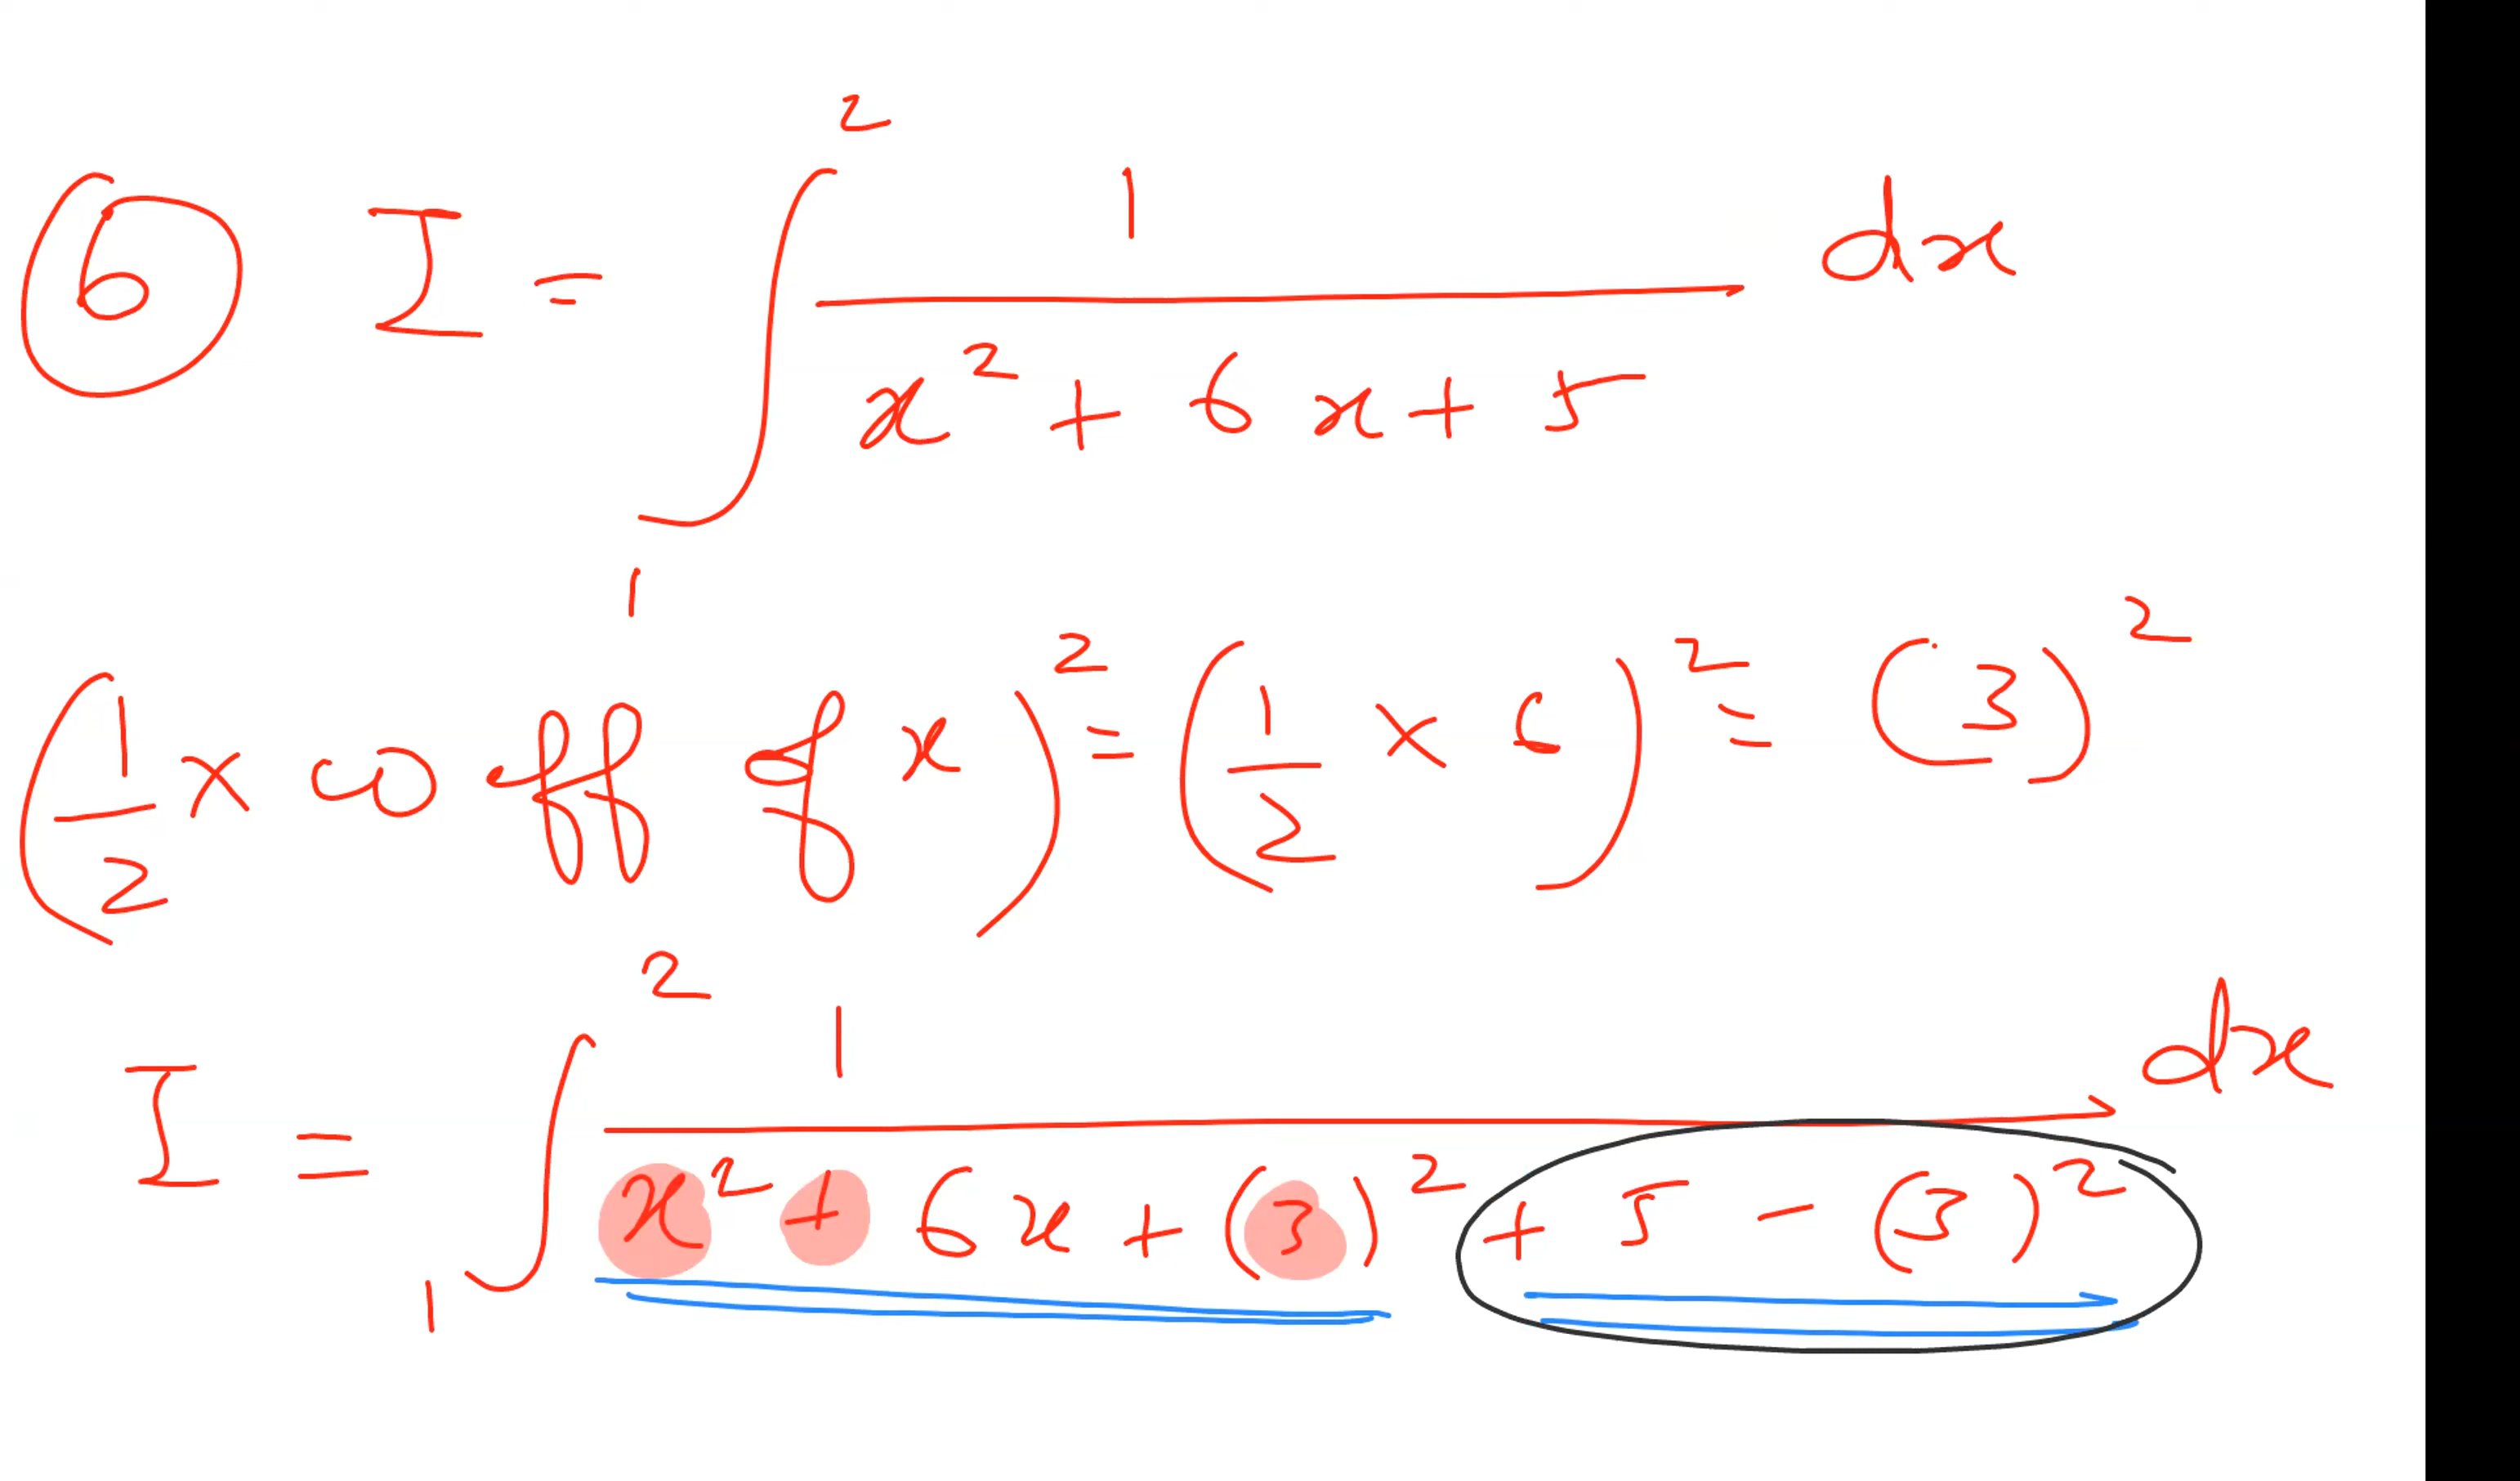 ⑥ I = ∫₁² 1/(x² + 6x + 5) dx
(1/2 × coff of x)² = (1/2 × 6)² = (3)²
I = ∫₁² 1/(x² + 6x + (3)² + 5 - (3)²) dx